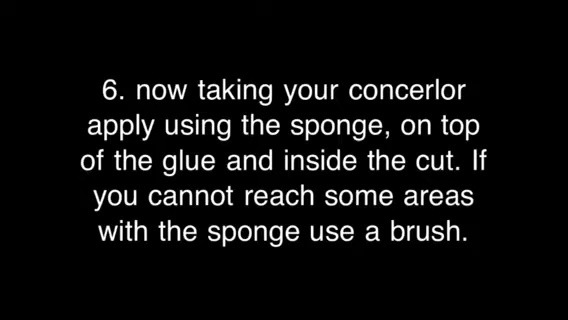 6. now taking your concerlor
apply using the sponge, on top
of the glue and inside the cut. If
you cannot reach some areas
with the sponge use a brush.